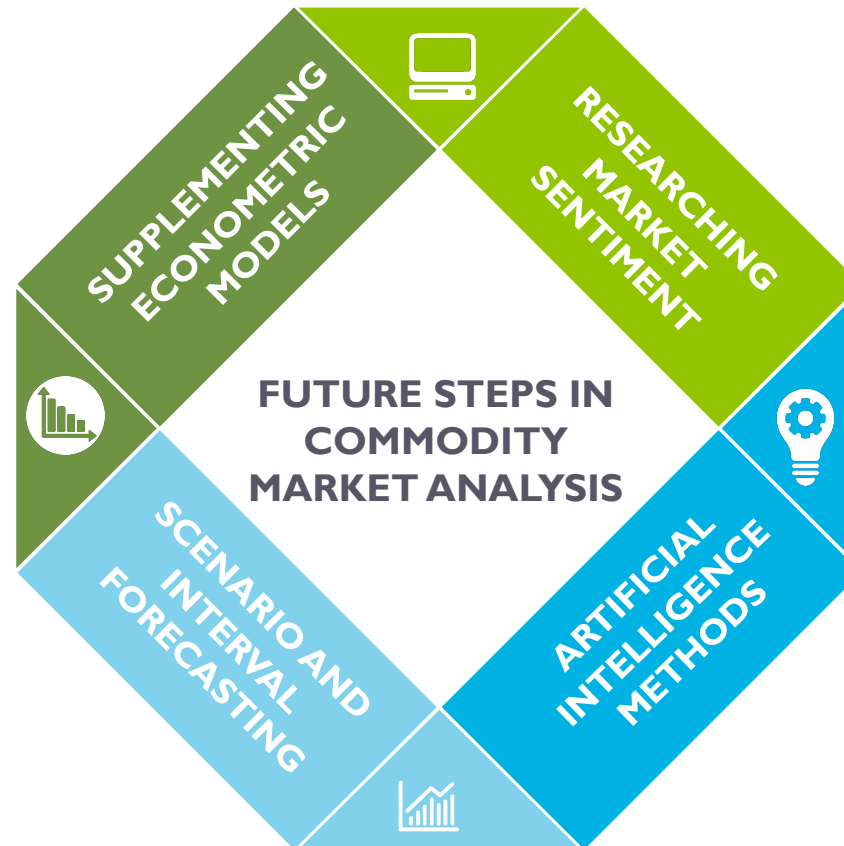 SUPPLEMENTING
ECONOMETRIC
MODELS
RESEARCHING
MARKET
SENTIMENT
FUTURE STEPS IN
COMMODITY
MARKET ANALYSIS
SCENARIO AND
INTERVAL
FORECASTING
ARTIFICIAL
INTELLIGENCE
METHODS